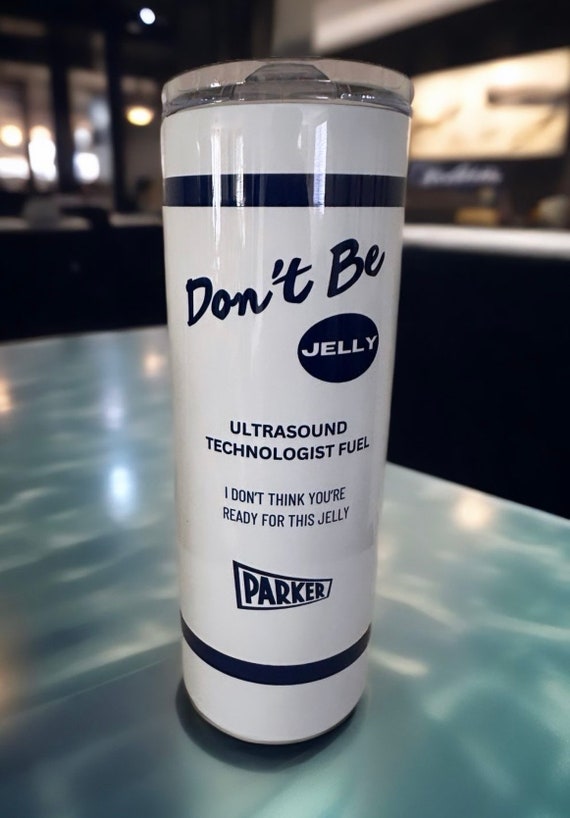 Don't Be
JELLY
ULTRASOUND
TECHNOLOGIST FUEL
I DON'T THINK YOU'RE
READY FOR THIS JELLY
PARKER